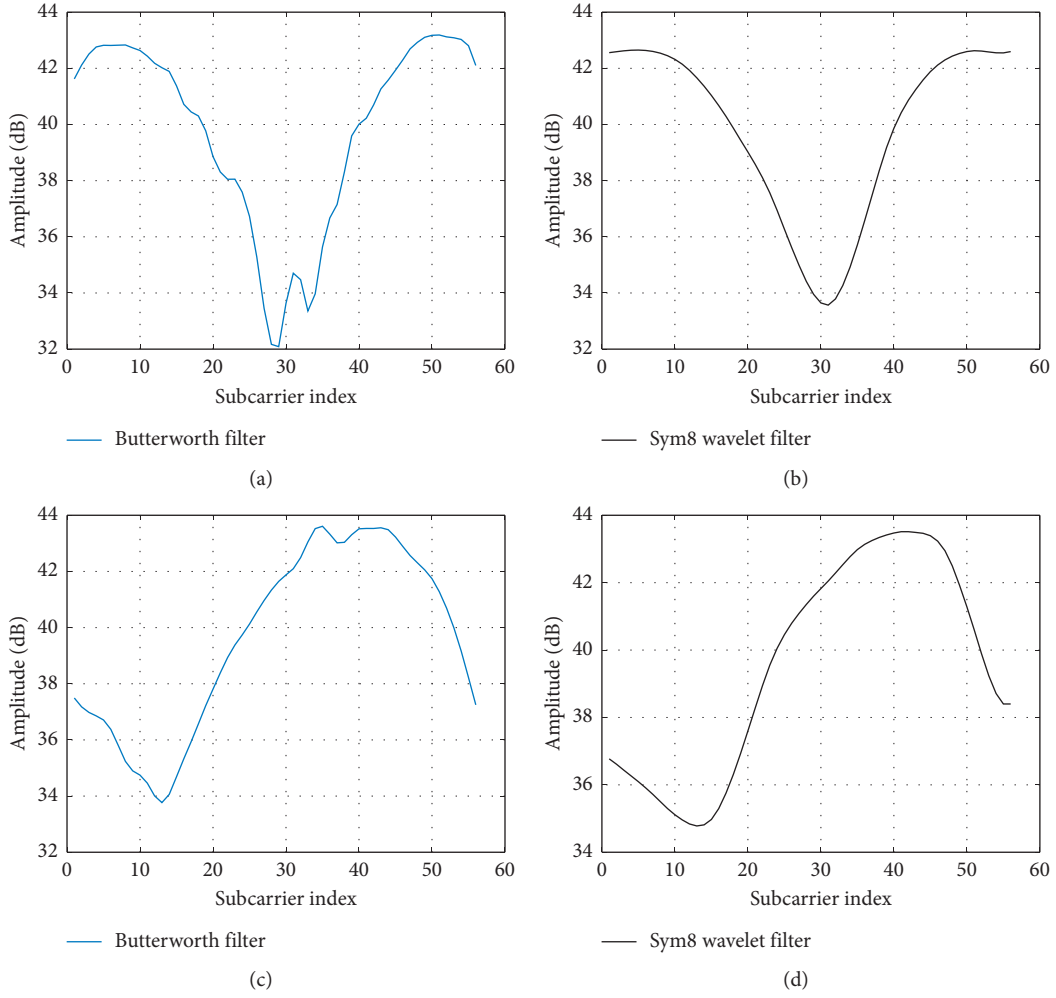 44
42
40
38
36
34
32
Amplitude (dB)
0 10 20 30 40 50 60
Subcarrier index
Butterworth filter
(a)
44
42
40
38
36
34
32
Amplitude (dB)
0 10 20 30 40 50 60
Subcarrier index
Sym8 wavelet filter
(b)
44
42
40
38
36
34
32
Amplitude (dB)
0 10 20 30 40 50 60
Subcarrier index
Butterworth filter
(c)
44
42
40
38
36
34
Amplitude (dB)
0 10 20 30 40 50 60
Subcarrier index
Sym8 wavelet filter
(d)